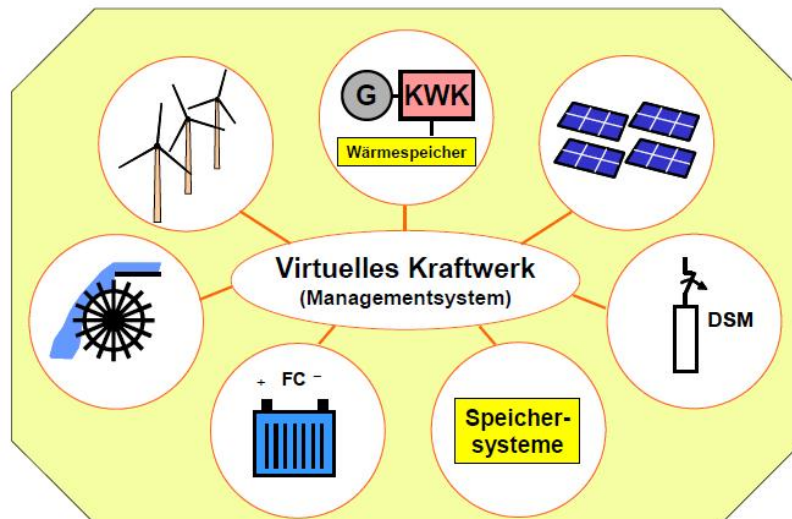 G
KWK
Wärmespeicher
Virtuelles Kraftwerk
(Managementsystem)
DSM
+ FC −
Speicher-
systeme